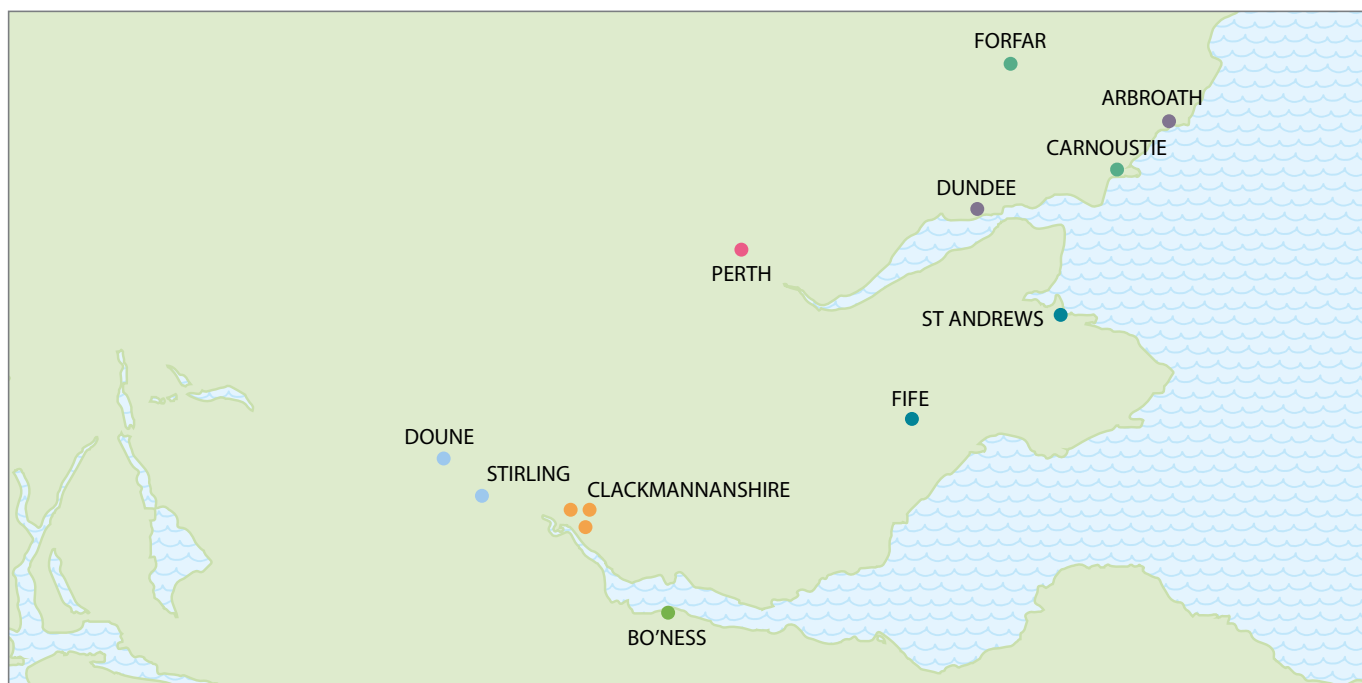 FORFAR
ARBROATH
CARNOUSTIE
DUNDEE
PERTH
ST ANDREWS
FIFE
DOUNE
STIRLING
CLACKMANNANSHIRE
BO’NESS